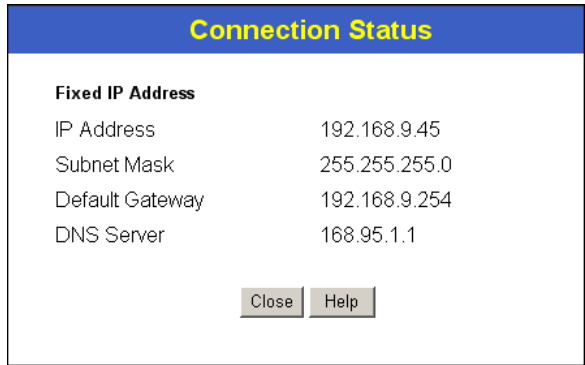 Connection Status
Fixed IP Address
IP Address 192.168.9.45
Subnet Mask 255.255.255.0
Default Gateway 192.168.9.254
DNS Server 168.95.1.1
Close Help